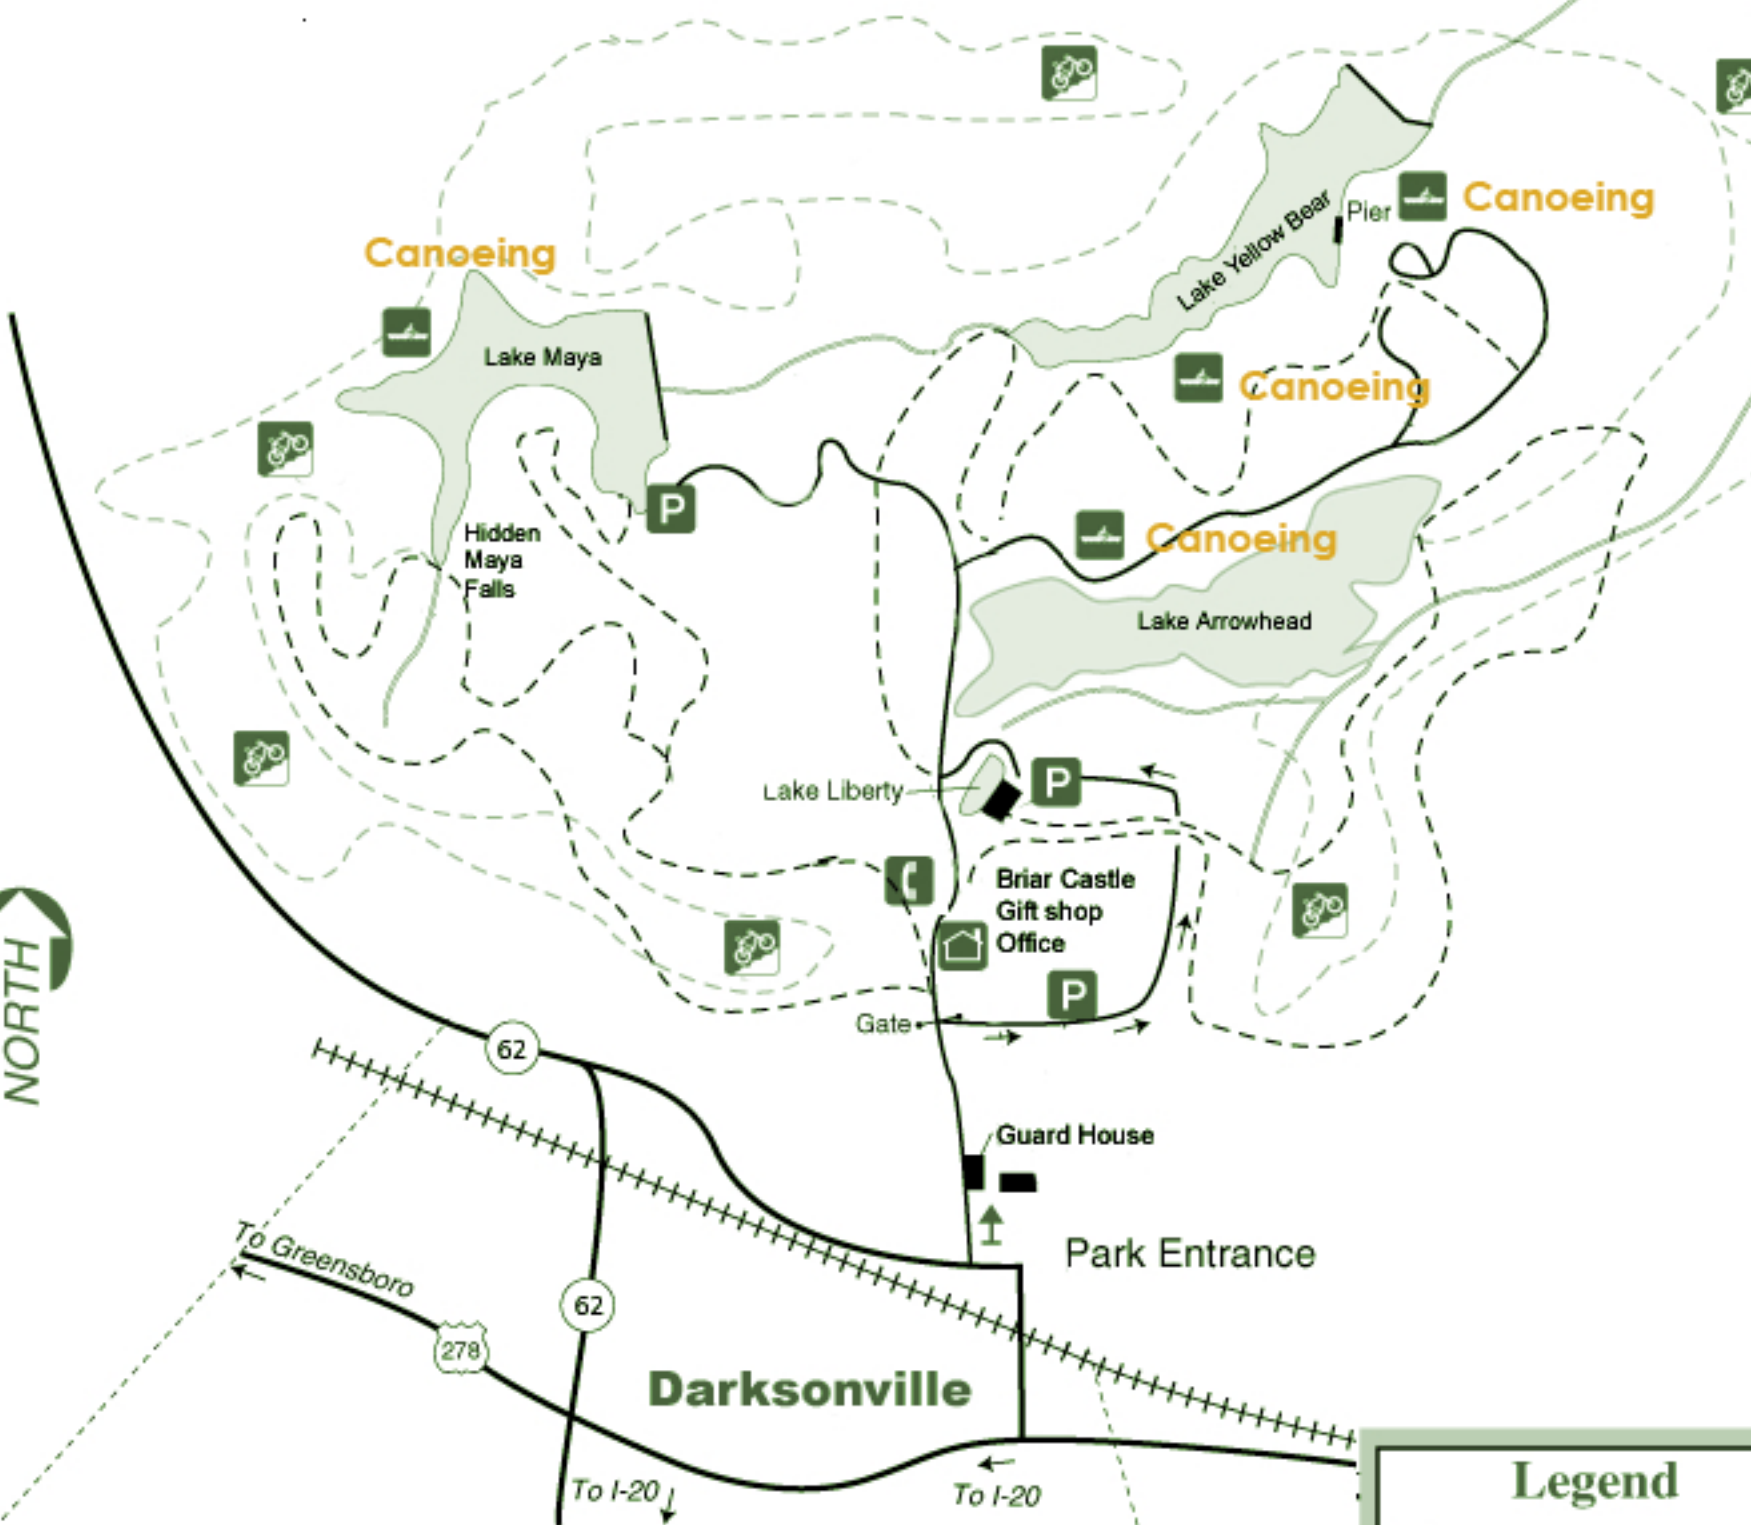 Canoeing
Canoeing
Pier
Lake Yellow Bear
Lake Maya
Canoeing
P
Hidden
Maya
Falls
Canoeing
Lake Arrowhead
Lake Liberty
P
Briar Castle
Gift shop
Office
P
Gate
NORTH
62
Guard House
Park Entrance
To Greensboro
62
278
Darksonville
To I-20
To I-20
Legend